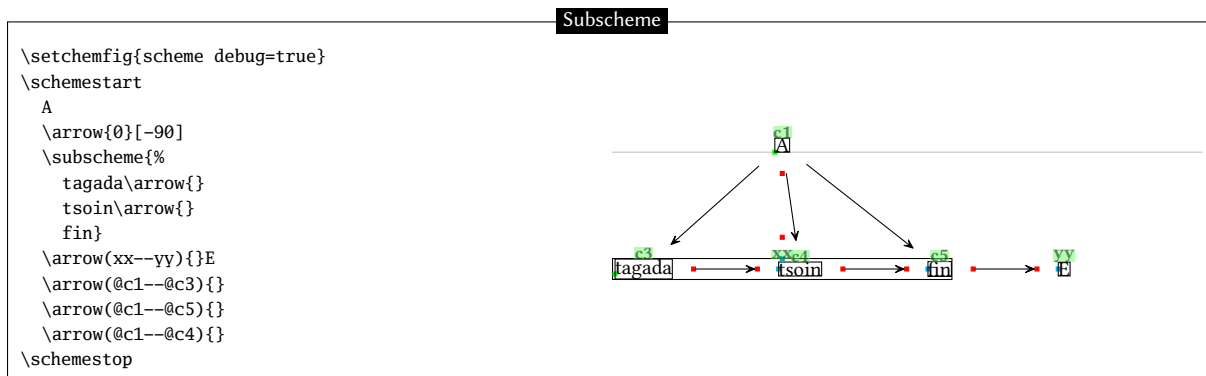 Subscheme
\setchemfig{scheme debug=true}
\schemestart
A
\arrow{0}[-90]
\subscheme{%
tagada\arrow{}
tsoin\arrow{}
fin}
\arrow(xx--yy){}E
\arrow(@c1--@c3){}
\arrow(@c1--@c5){}
\arrow(@c1--@c4){}
\schemestop
c1
A
c3 xx c4 c5 yy
tagada tsoin fin E